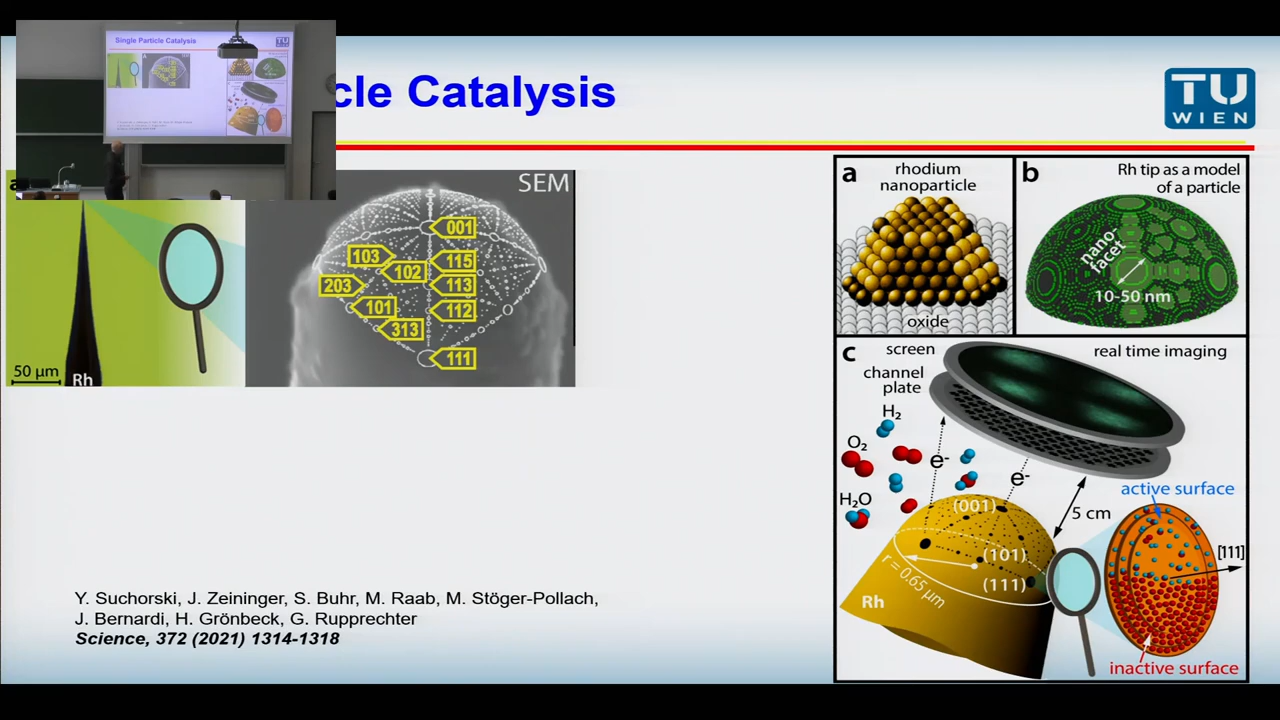 Single Particle Catalysis
cle Catalysis
TU
WIEN
a
SEM
001
103
102
115
203
113
101
112
313
111
50 µm
Rh
a
rhodium
nanoparticle
oxide
b
Rh tip as a model
of a particle
nano-
facet
10-50 nm
c
screen
real time imaging
channel
plate
H₂
O₂
e-
e-
H₂O
active surface
(001)
5 cm
[111]
(101)
(111)
r = 0.65 µm
Rh
inactive surface
Y. Suchorski, J. Zeininger, S. Buhr, M. Raab, M. Stöger-Pollach,
J. Bernardi, H. Grönbeck, G. Rupprechter
Science, 372 (2021) 1314-1318